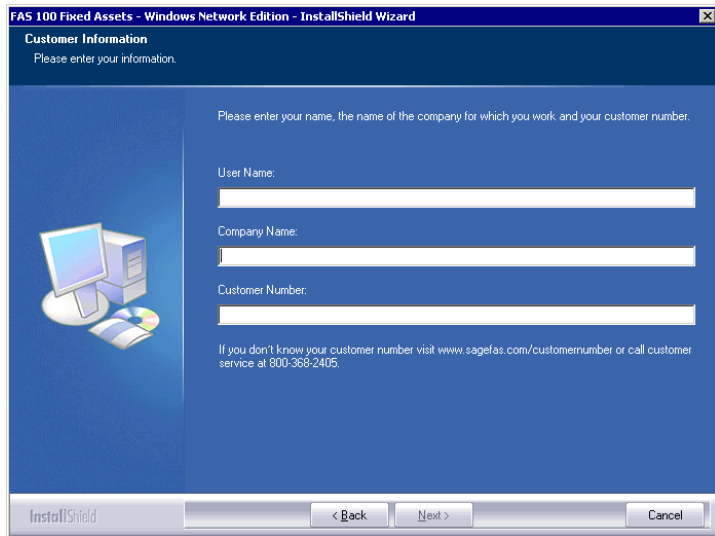 FAS 100 Fixed Assets - Windows Network Edition - InstallShield Wizard
Customer Information
Please enter your information.
Please enter your name, the name of the company for which you work and your customer number.
User Name:
Company Name:
Customer Number:
If you don't know your customer number visit www.sagefas.com/customernumber or call customer
service at 800-368-2405.
InstallShield
< Back
Next >
Cancel